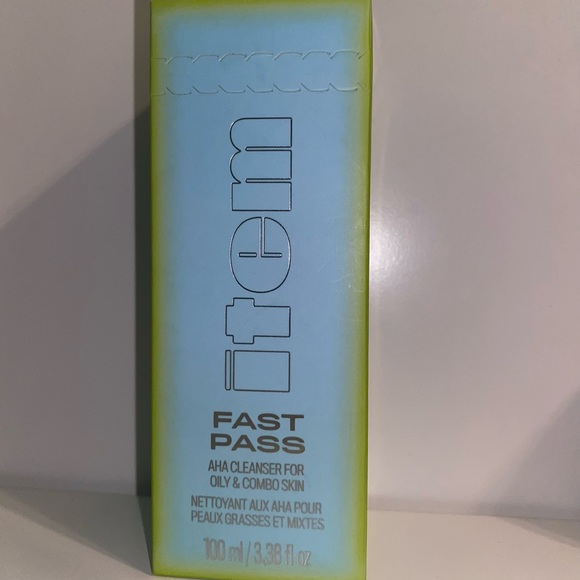 item
FAST
PASS
AHA CLEANSER FOR
OILY & COMBO SKIN
NETTOYANT AUX AHA POUR
PEAUX GRASSES ET MIXTES
100 ml / 3,38 fl oz